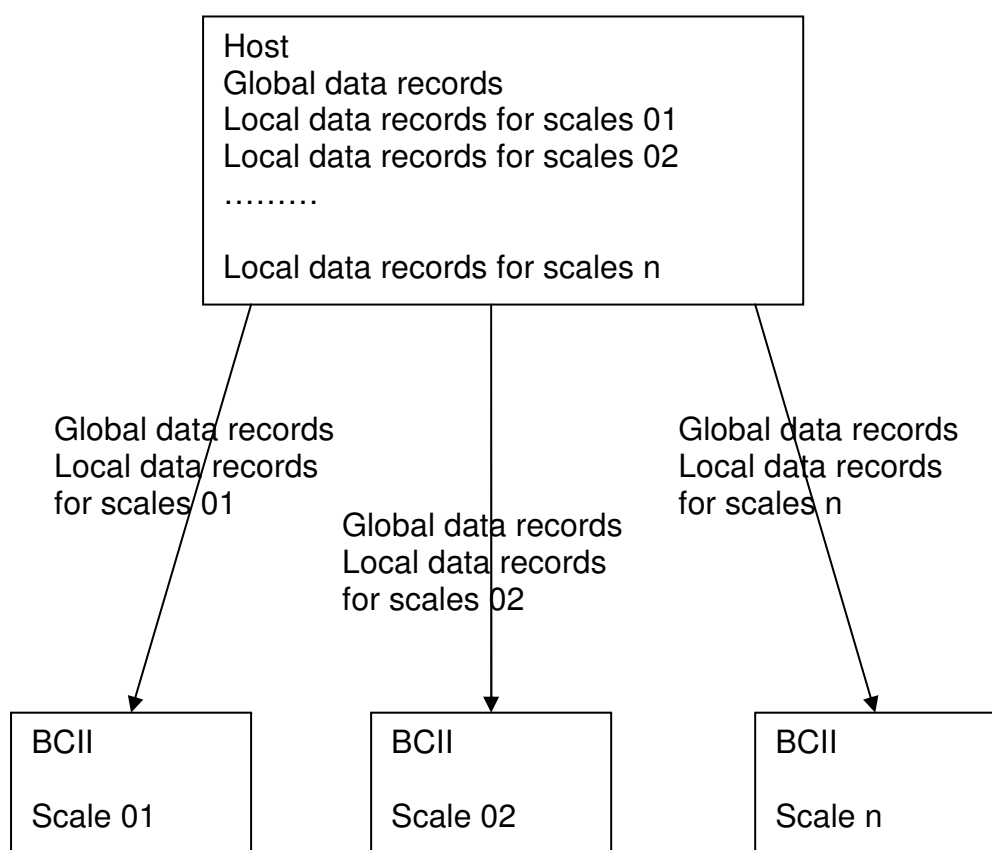 Host
Global data records
Local data records for scales 01
Local data records for scales 02
………
Local data records for scales n
Global data records
Local data records
for scales 01
Global data records
Local data records
for scales 02
Global data records
Local data records
for scales n
BCII
Scale 01
BCII
Scale 02
BCII
Scale n